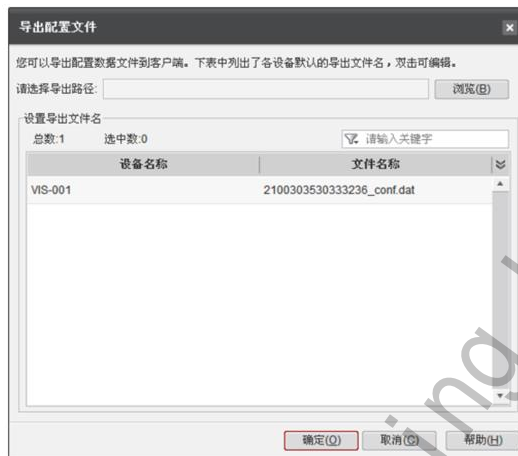 导出配置文件
您可以导出配置数据文件到客户端。下表中列出了各设备默认的导出文件名，双击可编辑。
请选择导出路径:
浏览(B)
设置导出文件名
总数:1 选中数:0
请输入关键字
设备名称 文件名称
VIS-001 2100303530333236_conf.dat
确定(O) 取消(C) 帮助(H)
ing